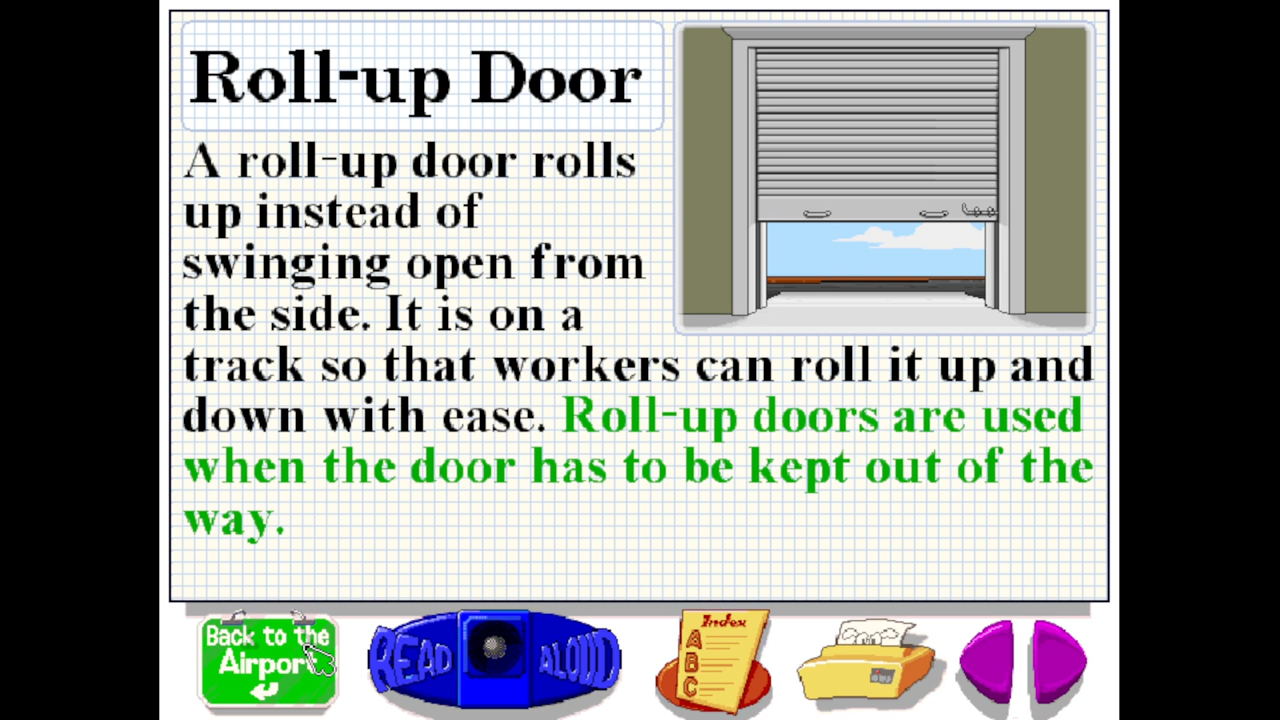 Roll-up Door
A roll-up door rolls
up instead of
swinging open from
the side. It is on a
track so that workers can roll it up and
down with ease. Roll-up doors are used
when the door has to be kept out of the
way.
Back to the
Airport
READ ALOUD
Index
A
B
C